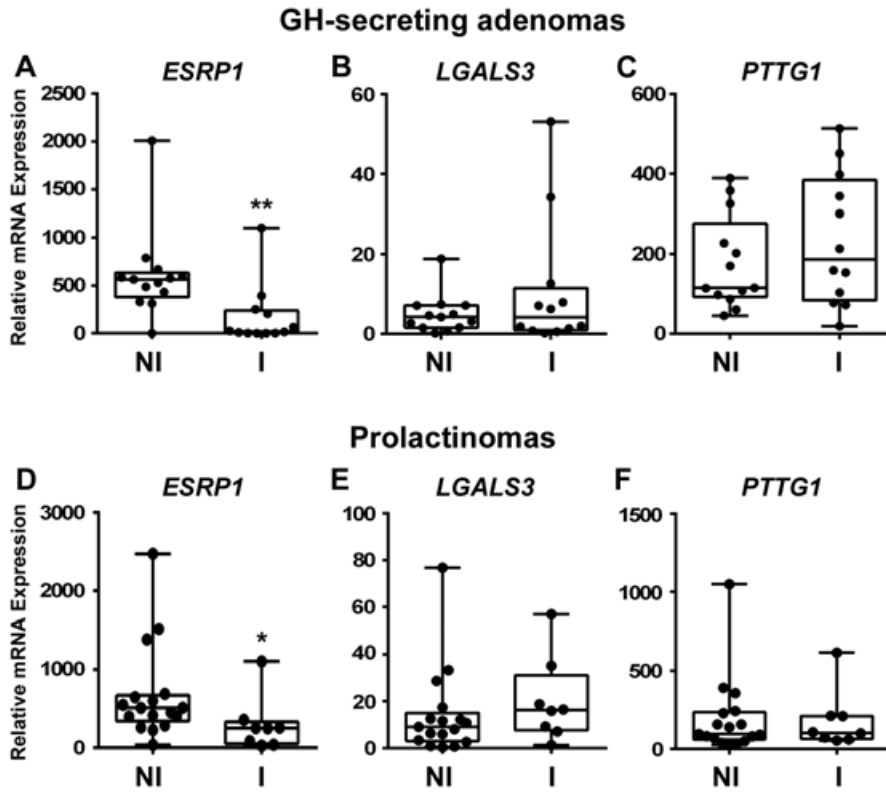 GH-secreting adenomas
A
ESRP1
B
LGALS3
C
PTTG1
Relative mRNA Expression
2500
2000
1500
1000
500
0
**
NI
I
60
40
20
0
NI
I
600
400
200
0
NI
I
Prolactinomas
D
ESRP1
E
LGALS3
F
PTTG1
Relative mRNA Expression
3000
2000
1000
0
*
NI
I
100
80
60
40
20
0
NI
I
1500
1000
500
0
NI
I